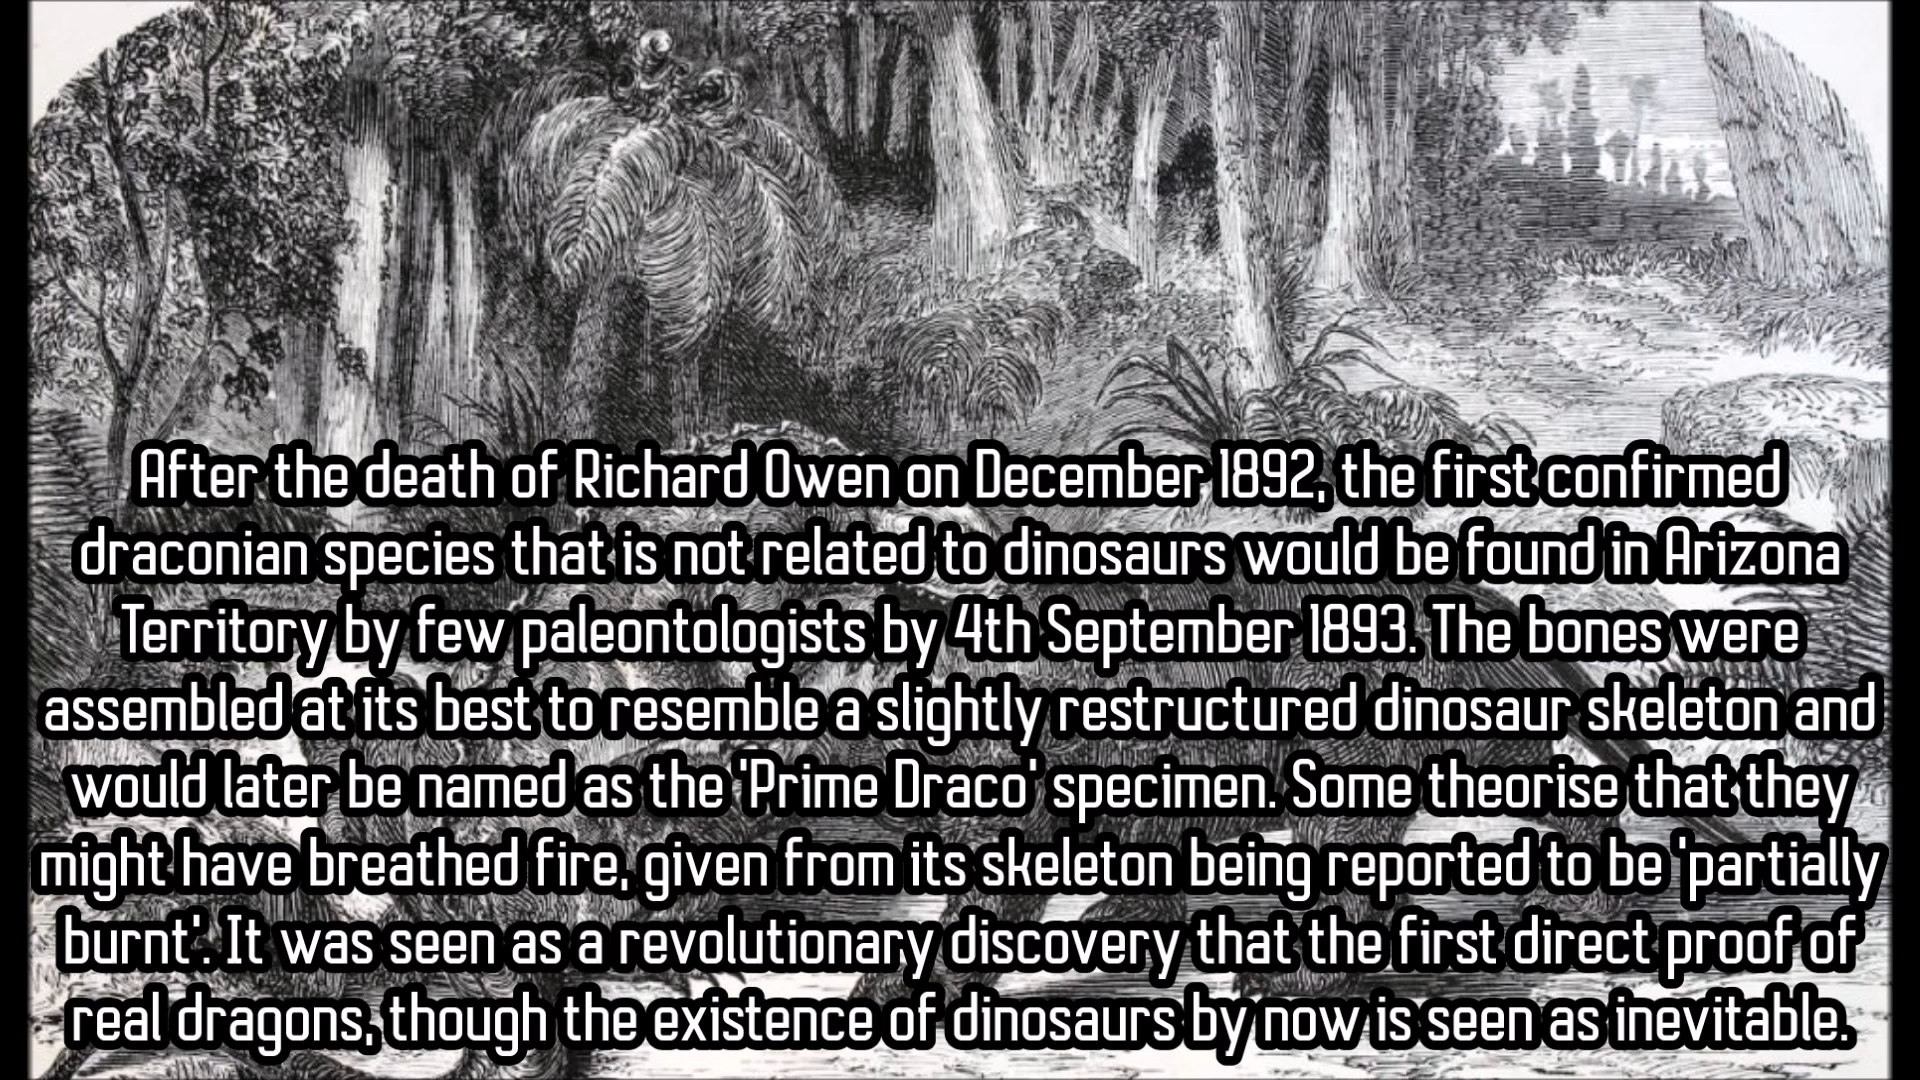 After the death of Richard Owen on December 1892, the first confirmed
draconian species that is not related to dinosaurs would be found in Arizona
Territory by few paleontologists by 4th September 1893. The bones were
assembled at its best to resemble a slightly restructured dinosaur skeleton and
would later be named as the 'Prime Draco' specimen. Some theorise that they
might have breathed fire, given from its skeleton being reported to be 'partially
burnt'. It was seen as a revolutionary discovery that the first direct proof of
real dragons, though the existence of dinosaurs by now is seen as inevitable.